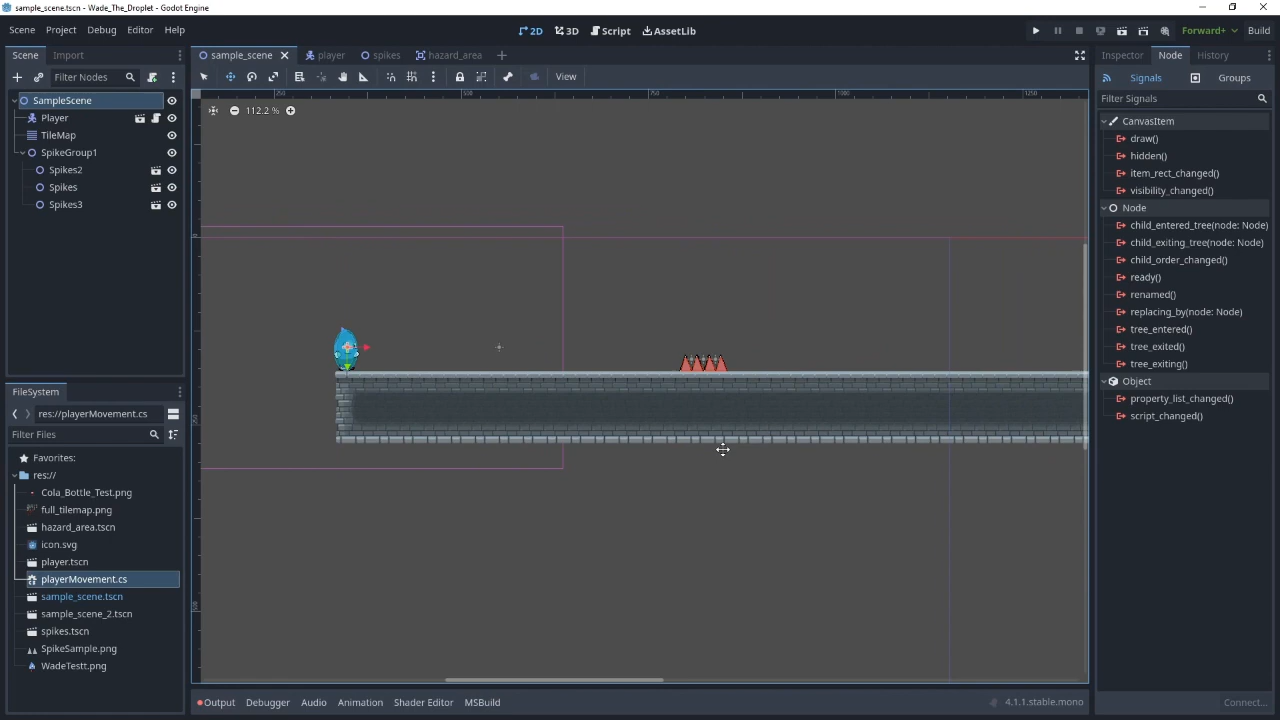 sample_scene.tscn - Wade_The_Droplet - Godot Engine
Scene Project Debug Editor Help
2D 3D Script AssetLib
Forward+ Build
Scene Import
sample_scene player spikes hazard_area
Inspector Node History
Filter Nodes
View
Signals Groups
250 500 750 1000 1250
Filter Signals
SampleScene
112.2 %
Player
TileMap
SpikeGroup1
Spikes2
Spikes
Spikes3
CanvasItem
draw()
hidden()
item_rect_changed()
visibility_changed()
Node
child_entered_tree(node: Node)
child_exiting_tree(node: Node)
child_order_changed()
ready()
renamed()
replacing_by(node: Node)
tree_entered()
tree_exited()
tree_exiting()
Object
property_list_changed()
script_changed()
FileSystem
res://playerMovement.cs
Filter Files
Favorites:
res://
Cola_Bottle_Test.png
full_tilemap.png
hazard_area.tscn
icon.svg
player.tscn
playerMovement.cs
sample_scene.tscn
sample_scene_2.tscn
spikes.tscn
SpikeSample.png
WadeTestt.png
Output Debugger Audio Animation Shader Editor MSBuild
4.1.1.stable.mono
Connect...